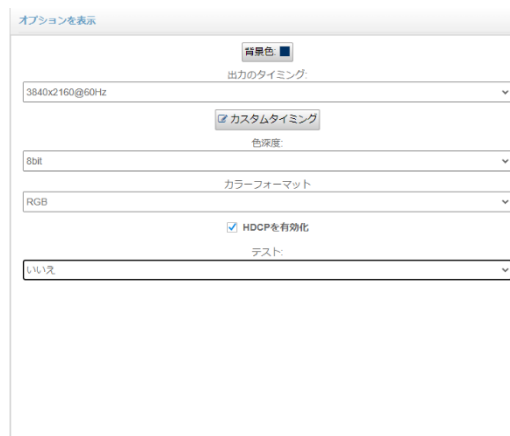 オプションを表示
背景色:
出力のタイミング:
3840x2160@60Hz
カスタムタイミング
色深度:
8bit
カラーフォーマット
RGB
HDCPを有効化
テスト:
いいえ